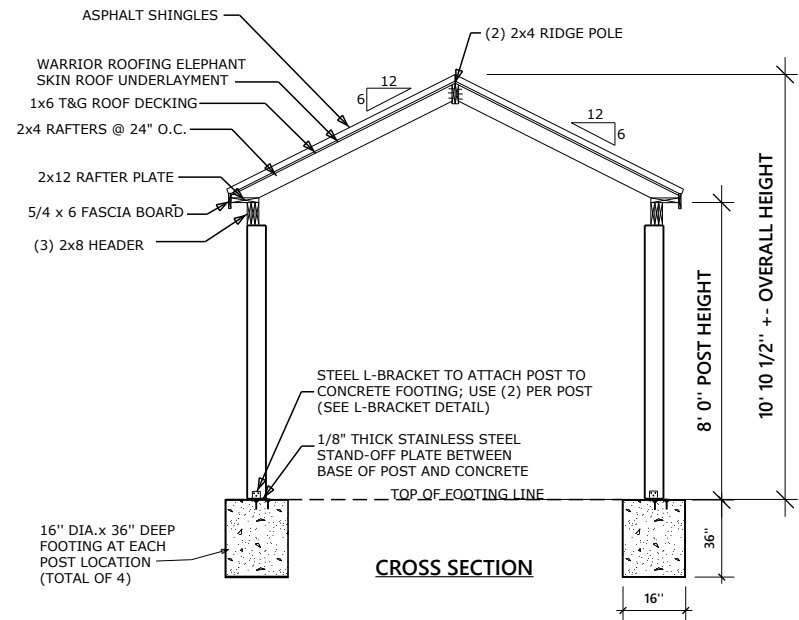 ASPHALT SHINGLES
(2) 2x4 RIDGE POLE
WARRIOR ROOFING ELEPHANT
SKIN ROOF UNDERLAYMENT
12
6
1x6 T&G ROOF DECKING
12
6
2x4 RAFTERS @ 24" O.C.
2x12 RAFTER PLATE
5/4 x 6 FASCIA BOARD
(3) 2x8 HEADER
8' 0" POST HEIGHT
10' 10 1/2" +- OVERALL HEIGHT
STEEL L-BRACKET TO ATTACH POST TO
CONCRETE FOOTING; USE (2) PER POST
(SEE L-BRACKET DETAIL)
1/8" THICK STAINLESS STEEL
STAND-OFF PLATE BETWEEN
BASE OF POST AND CONCRETE
TOP OF FOOTING LINE
16" DIA.x 36" DEEP
FOOTING AT EACH
POST LOCATION
(TOTAL OF 4)
36"
CROSS SECTION
16"